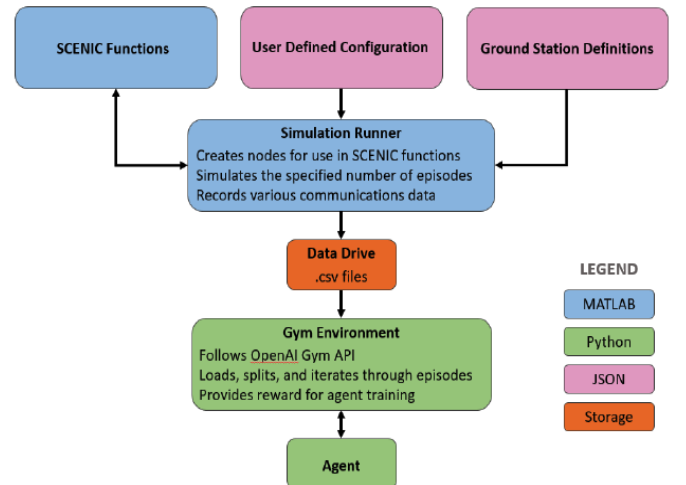 SCENIC Functions
User Defined Configuration
Ground Station Definitions
Simulation Runner
Creates nodes for use in SCENIC functions
Simulates the specified number of episodes
Records various communications data
Data Drive
.csv files
Gym Environment
Follows OpenAI Gym API
Loads, splits, and iterates through episodes
Provides reward for agent training
Agent
LEGEND
MATLAB
Python
JSON
Storage